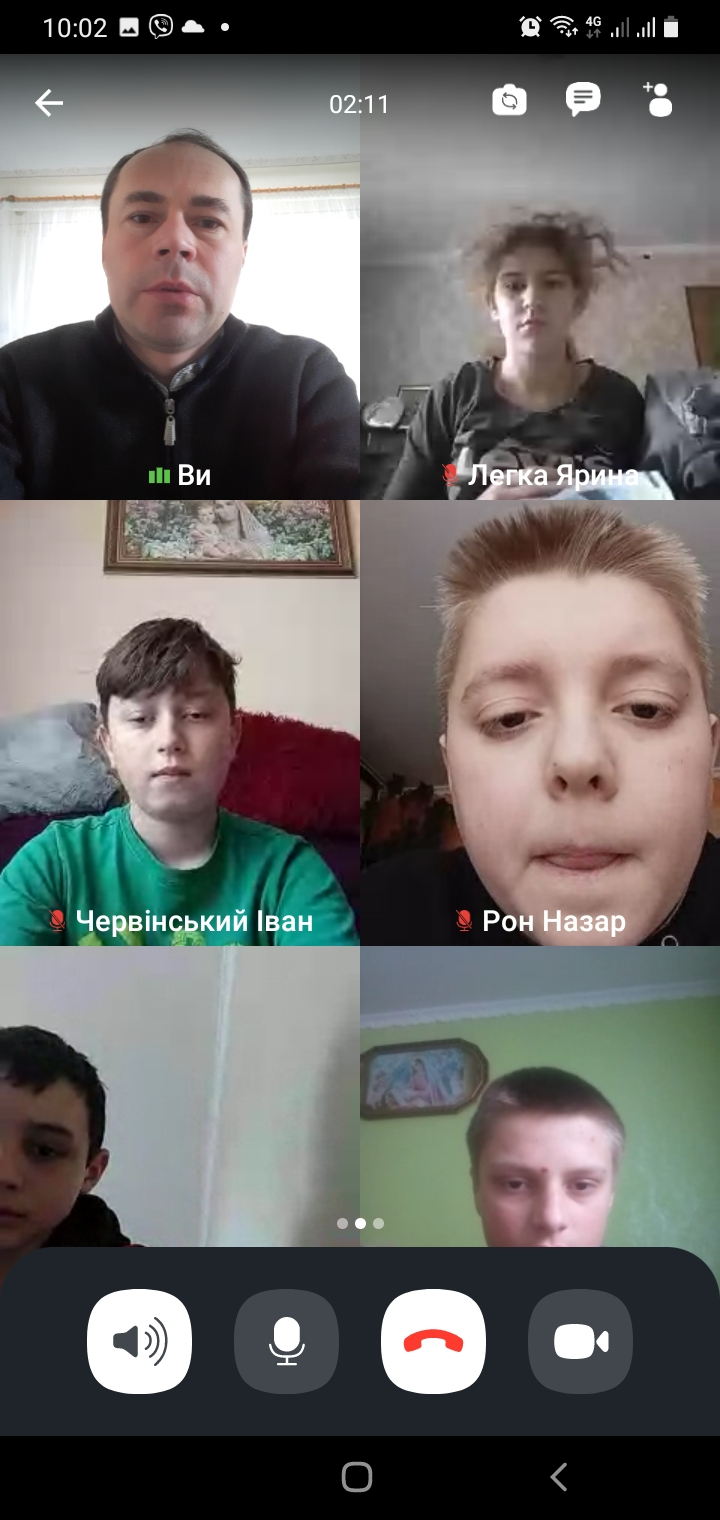 10:02
4G
02:11
Ви
Легка Ярина
Червінський Іван
Рон Назар